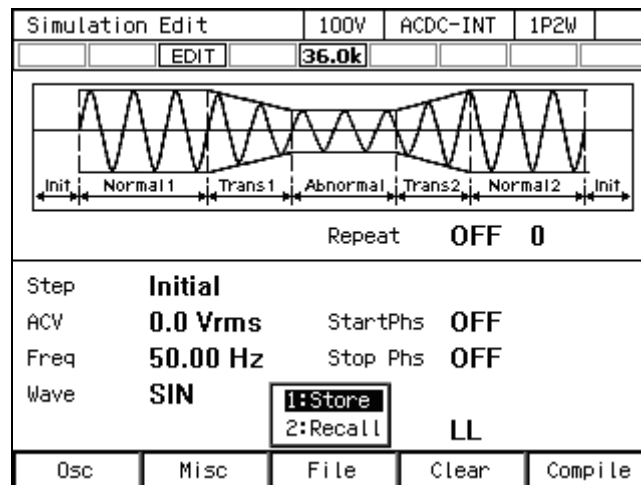 Simulation Edit 100V ACDC-INT 1P2W
EDIT 36.0k
Init Normal1 Trans1 Abnormal Trans2 Normal2 Init
Repeat OFF 0
Step Initial
ACV 0.0 Vrms StartPhs OFF
Freq 50.00 Hz Stop Phs OFF
Wave SIN
1:Store
2:Recall LL
Osc Misc File Clear Compile